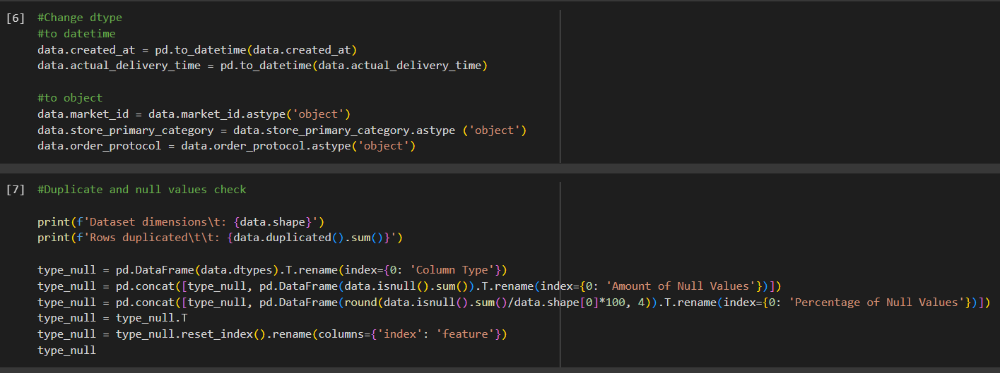 [6] #Change dtype
#to datetime
data.created_at = pd.to_datetime(data.created_at)
data.actual_delivery_time = pd.to_datetime(data.actual_delivery_time)
#to object
data.market_id = data.market_id.astype('object')
data.store_primary_category = data.store_primary_category.astype ('object')
data.order_protocol = data.order_protocol.astype('object')
[7] #Duplicate and null values check
print(f'Dataset dimensions\t: {data.shape}')
print(f'Rows duplicated\t\t: {data.duplicated().sum()}')
type_null = pd.DataFrame(data.dtypes).T.rename(index={0: 'Column Type'})
type_null = pd.concat([type_null, pd.DataFrame(data.isnull().sum()).T.rename(index={0: 'Amount of Null Values'})])
type_null = pd.concat([type_null, pd.DataFrame(round(data.isnull().sum()/data.shape[0]*100, 4)).T.rename(index={0: 'Percentage of Null Values'})])
type_null = type_null.T
type_null = type_null.reset_index().rename(columns={'index': 'feature'})
type_null